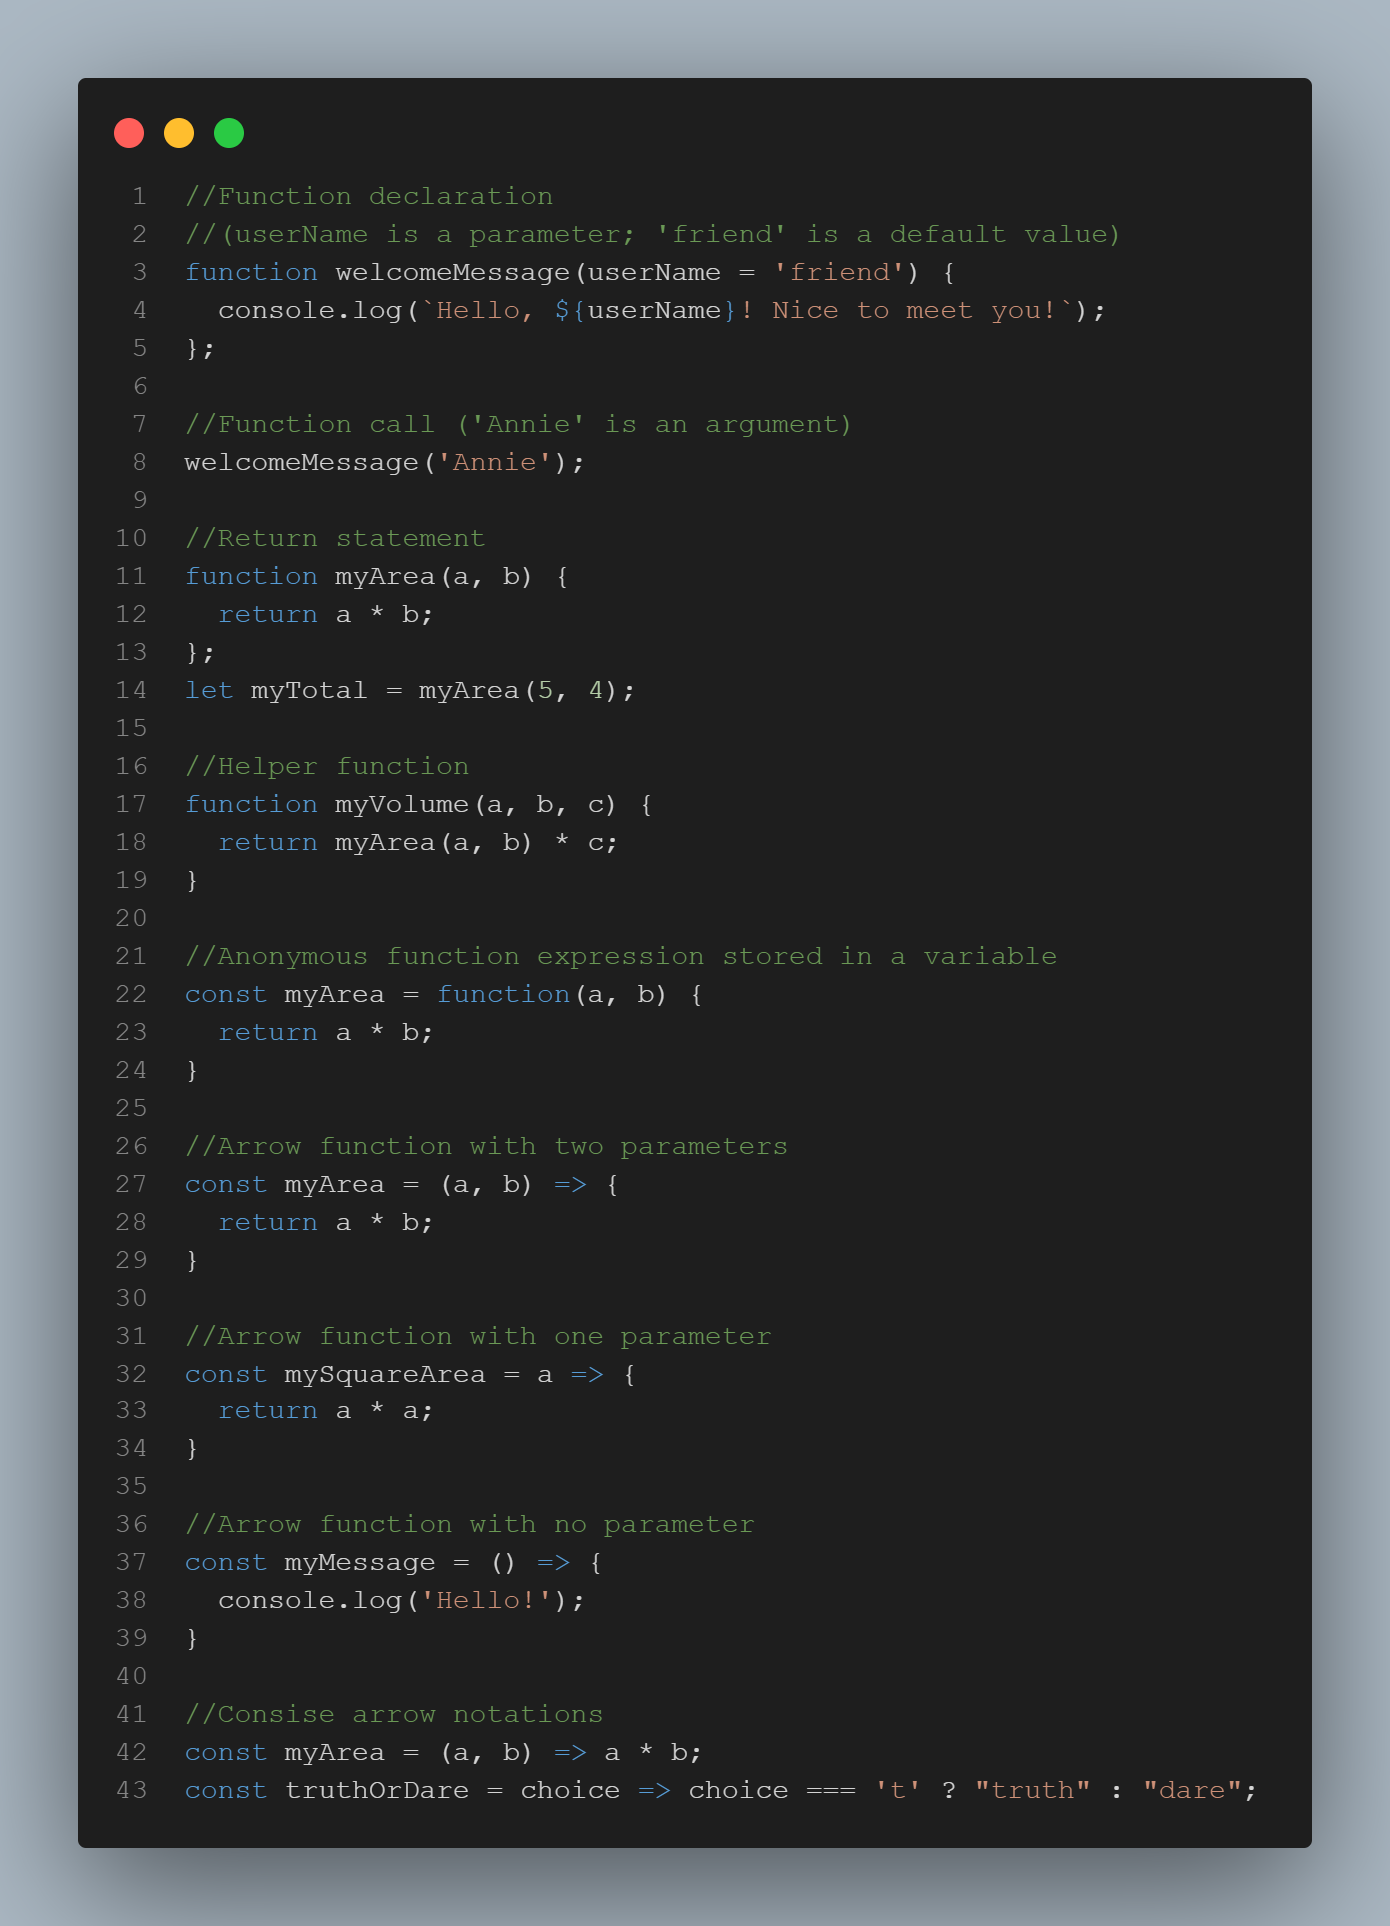 1 //Function declaration
2 //(userName is a parameter; 'friend' is a default value)
3 function welcomeMessage(userName = 'friend') {
4   console.log(`Hello, ${userName}! Nice to meet you!`);
5 };
6
7 //Function call ('Annie' is an argument)
8 welcomeMessage('Annie');
9
10 //Return statement
11 function myArea(a, b) {
12   return a * b;
13 };
14 let myTotal = myArea(5, 4);
15
16 //Helper function
17 function myVolume(a, b, c) {
18   return myArea(a, b) * c;
19 }
20
21 //Anonymous function expression stored in a variable
22 const myArea = function(a, b) {
23   return a * b;
24 }
25
26 //Arrow function with two parameters
27 const myArea = (a, b) => {
28   return a * b;
29 }
30
31 //Arrow function with one parameter
32 const mySquareArea = a => {
33   return a * a;
34 }
35
36 //Arrow function with no parameter
37 const myMessage = () => {
38   console.log('Hello!');
39 }
40
41 //Consise arrow notations
42 const myArea = (a, b) => a * b;
43 const truthOrDare = choice => choice === 't' ? "truth" : "dare";